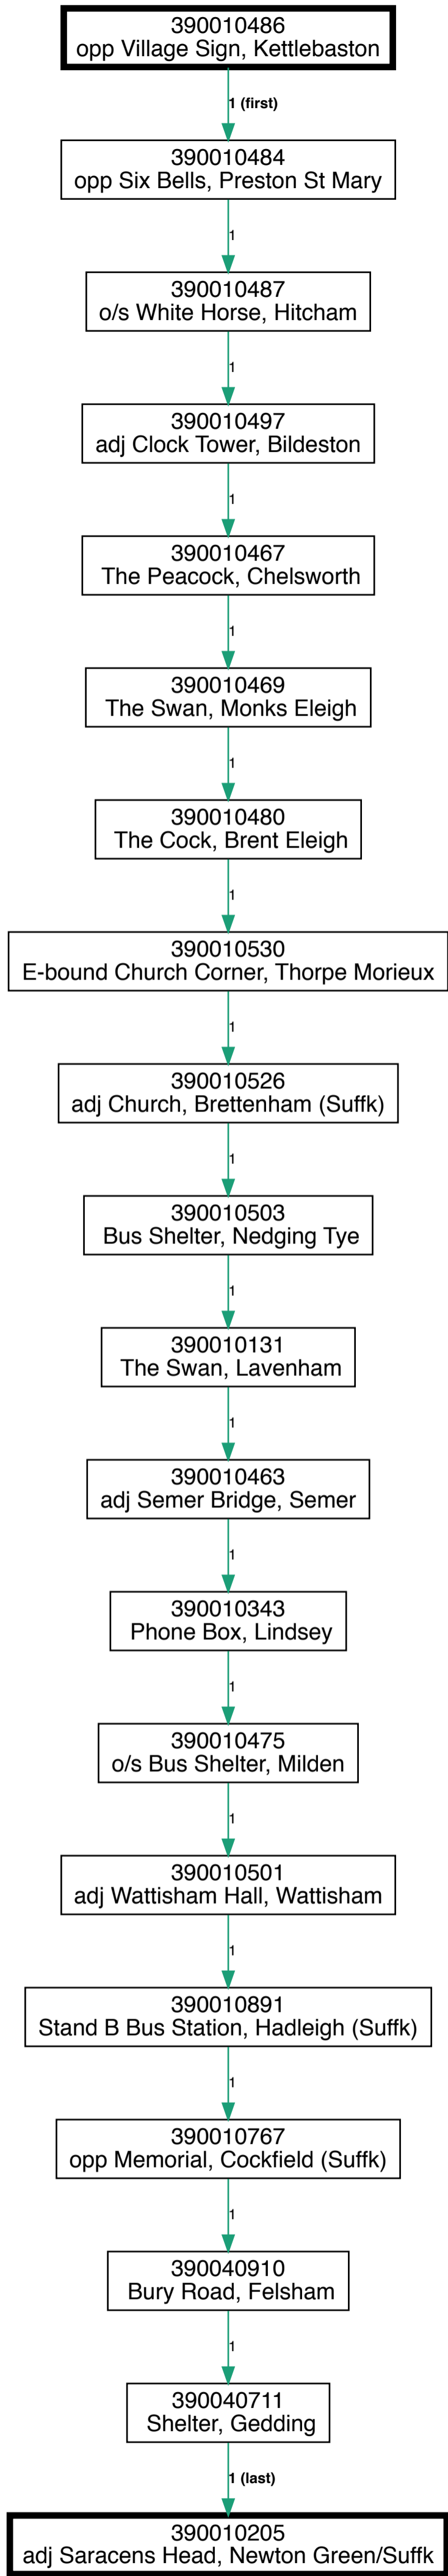 390010486
opp Village Sign, Kettlebaston
1 (first)
390010484
opp Six Bells, Preston St Mary
1
390010487
o/s White Horse, Hitcham
1
390010497
adj Clock Tower, Bildeston
1
390010467
The Peacock, Chelsworth
1
390010469
The Swan, Monks Eleigh
1
390010480
The Cock, Brent Eleigh
1
390010530
E-bound Church Corner, Thorpe Morieux
1
390010526
adj Church, Brettenham (Suffk)
1
390010503
Bus Shelter, Nedging Tye
1
390010131
The Swan, Lavenham
1
390010463
adj Semer Bridge, Semer
1
390010343
Phone Box, Lindsey
1
390010475
o/s Bus Shelter, Milden
1
390010501
adj Wattisham Hall, Wattisham
1
390010891
Stand B Bus Station, Hadleigh (Suffk)
1
390010767
opp Memorial, Cockfield (Suffk)
1
390040910
Bury Road, Felsham
1
390040711
Shelter, Gedding
1 (last)
390010205
adj Saracens Head, Newton Green/Suffk